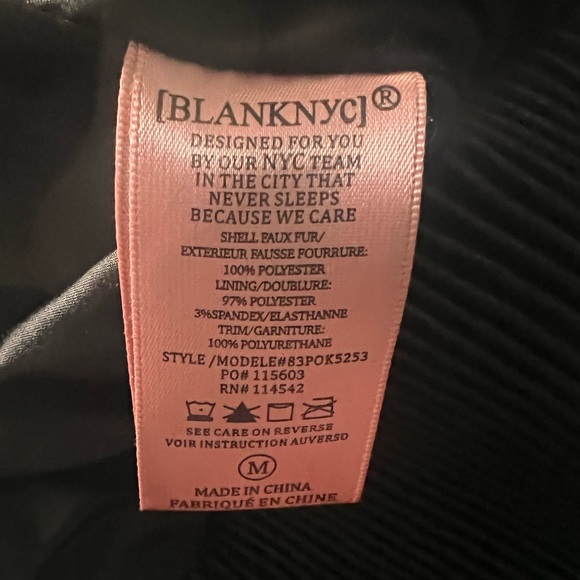 [BLANKNYC]®
DESIGNED FOR YOU
BY OUR NYC TEAM
IN THE CITY THAT
NEVER SLEEPS
BECAUSE WE CARE
SHELL FAUX FUR/
EXTERIEUR FAUSSE FOURRURE:
100% POLYESTER
LINING/DOUBLURE:
97% POLYESTER
3%SPANDEX/ELASTHANNE
TRIM/GARNITURE:
100% POLYURETHANE
STYLE /MODELE#83POK5253
PO# 115603
RN# 114542
SEE CARE ON REVERSE
VOIR INSTRUCTION AUVERSO
M
MADE IN CHINA
FABRIQUÉ EN CHINE